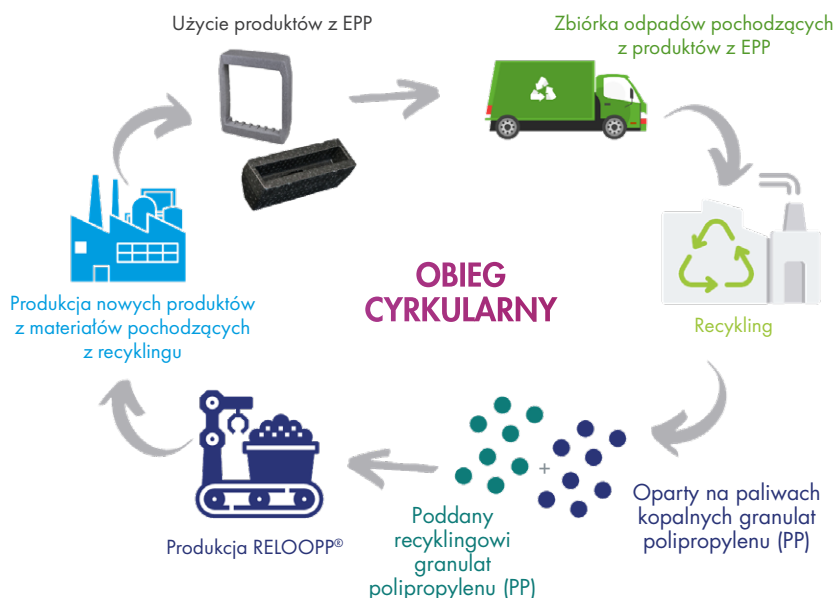 Użycie produktów z EPP
Zbiórka odpadów pochodzących
z produktów z EPP
Recykling
Oparty na paliwach
kopalnych granulat
polipropylenu (PP)
+
Poddany
recyklingowi
granulat
polipropylenu (PP)
Produkcja RELOOPP®
Produkcja nowych produktów
z materiałów pochodzących
z recyklingu
OBIEG
CYRKULARNY